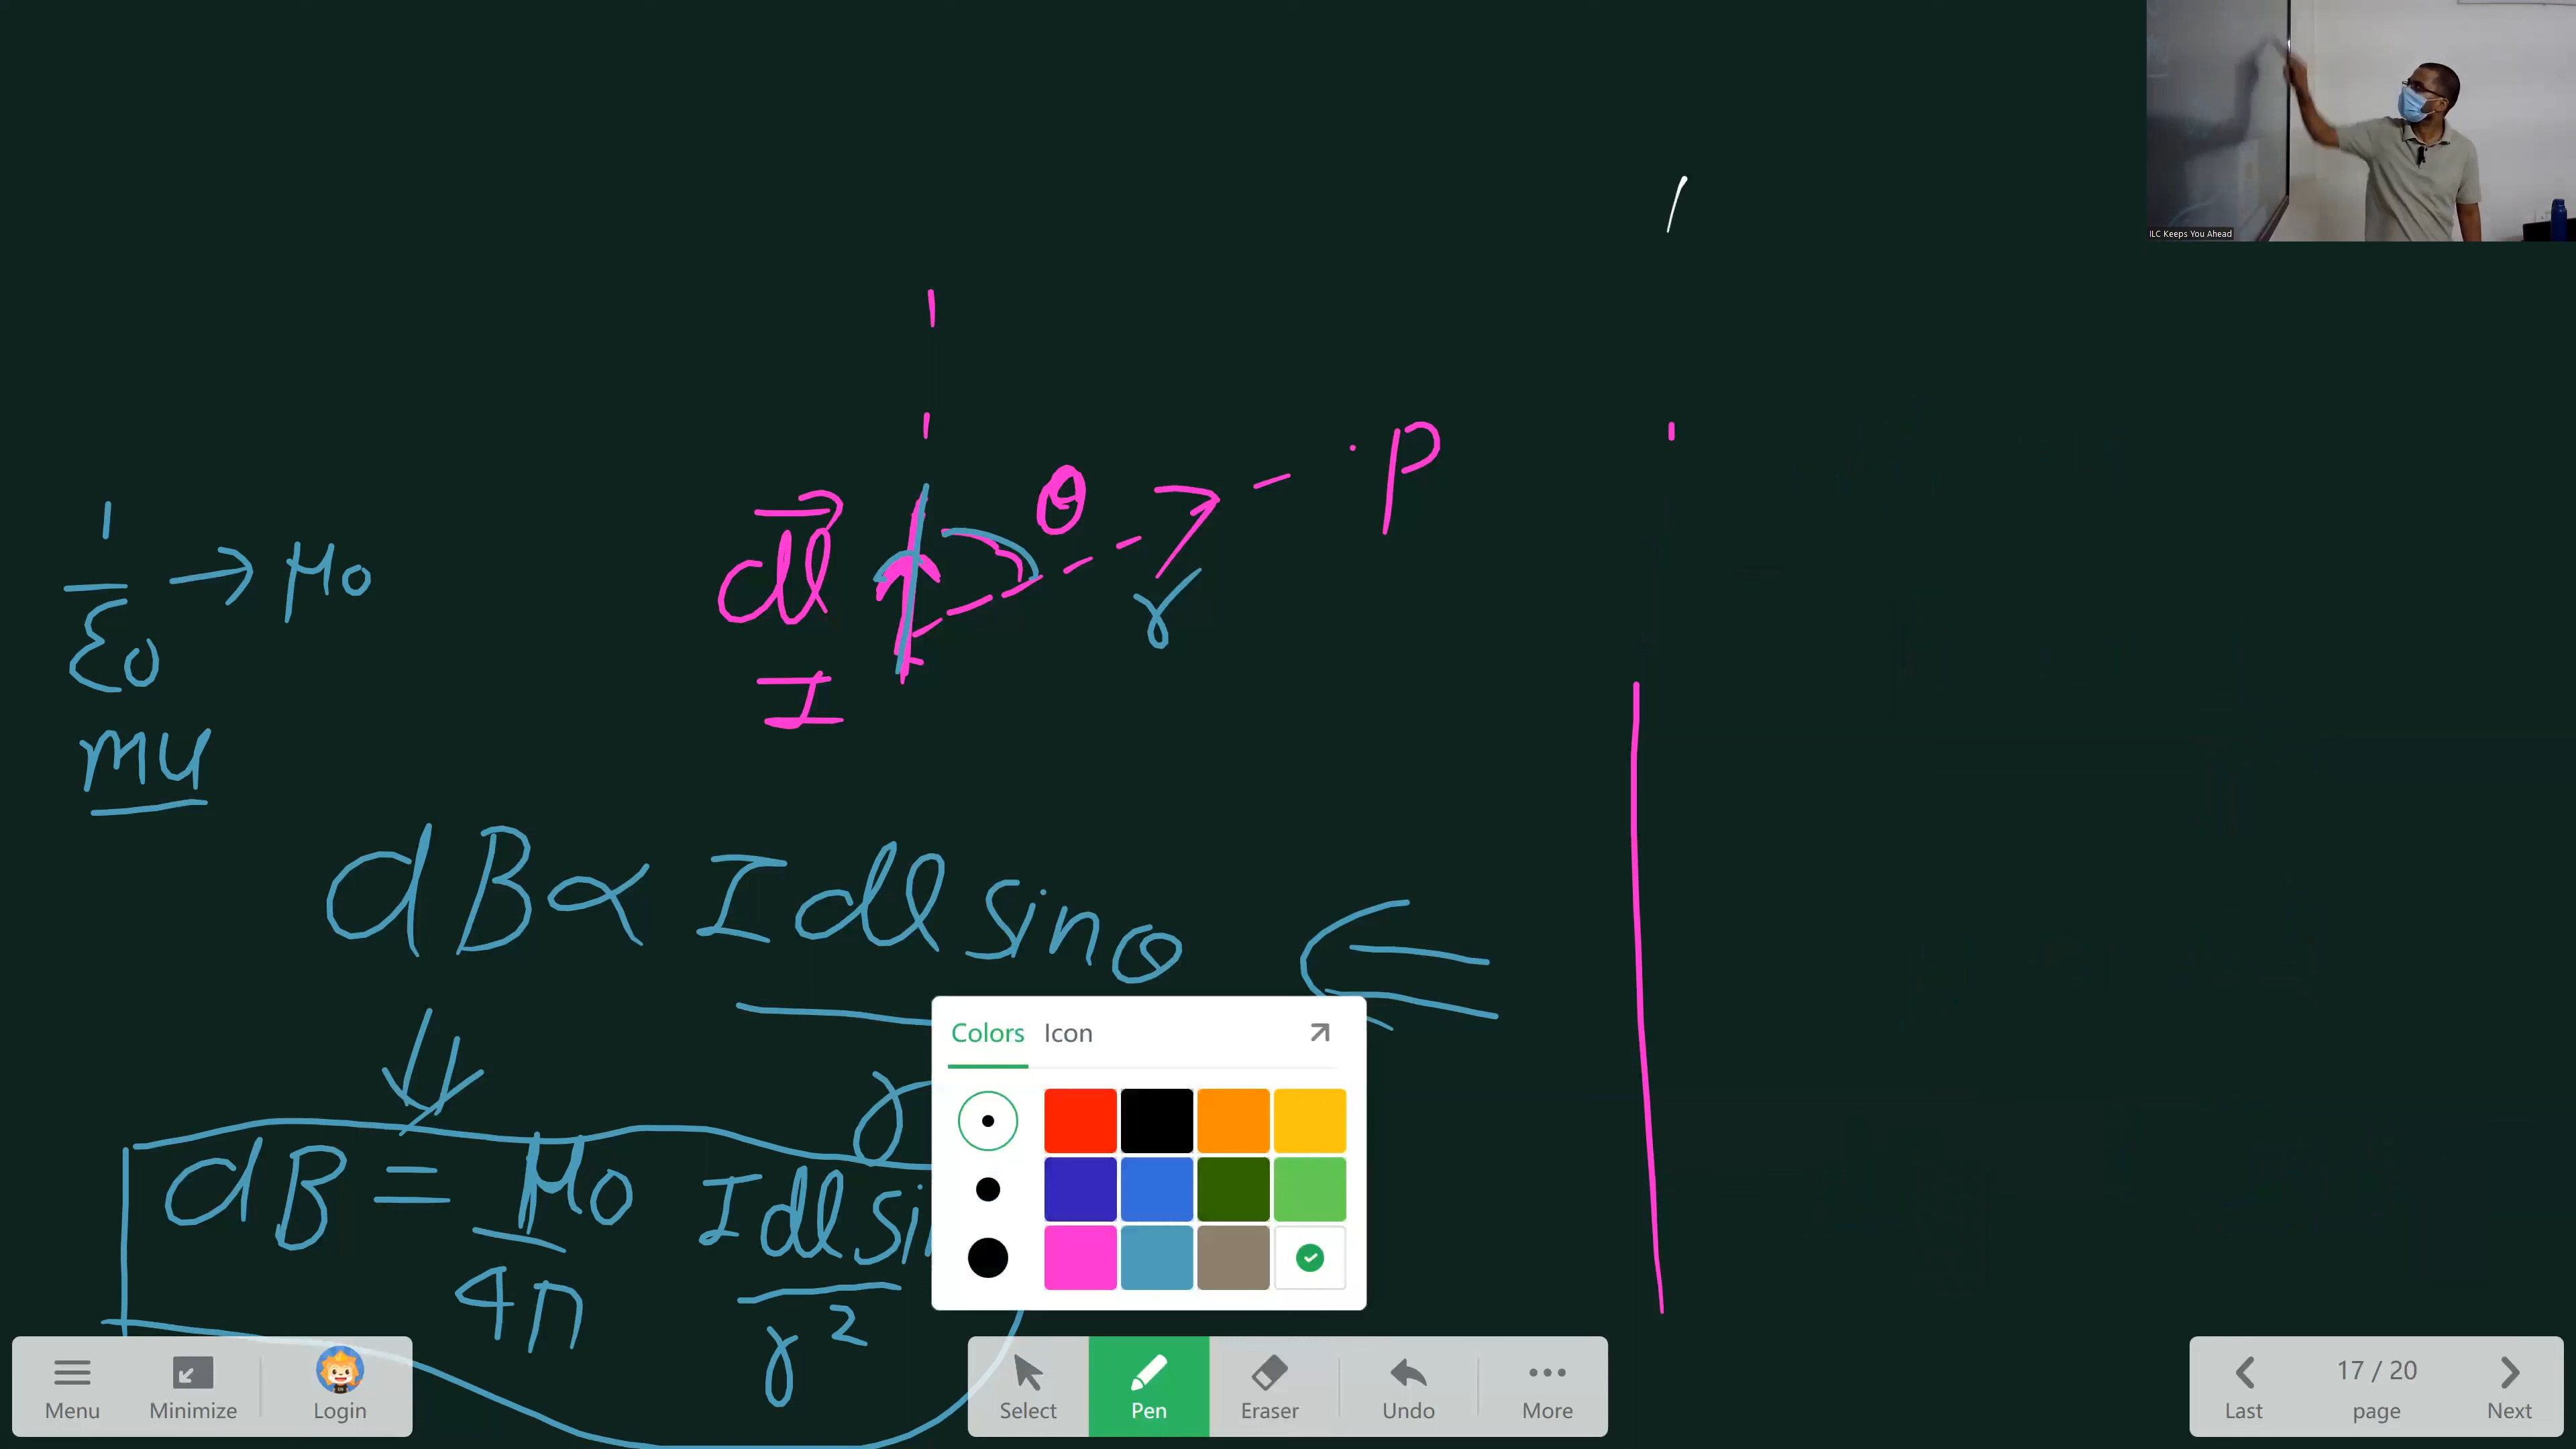 ILC Keeps You Ahead
P
θ
dl
r
I
1
ε0 → μ0
mu
dB ∝ I dl sinθ
r
dB = μ0 I dl si
4π r²
Colors Icon
Menu Minimize Login
Select Pen Eraser Undo More
17 / 20
Last page Next